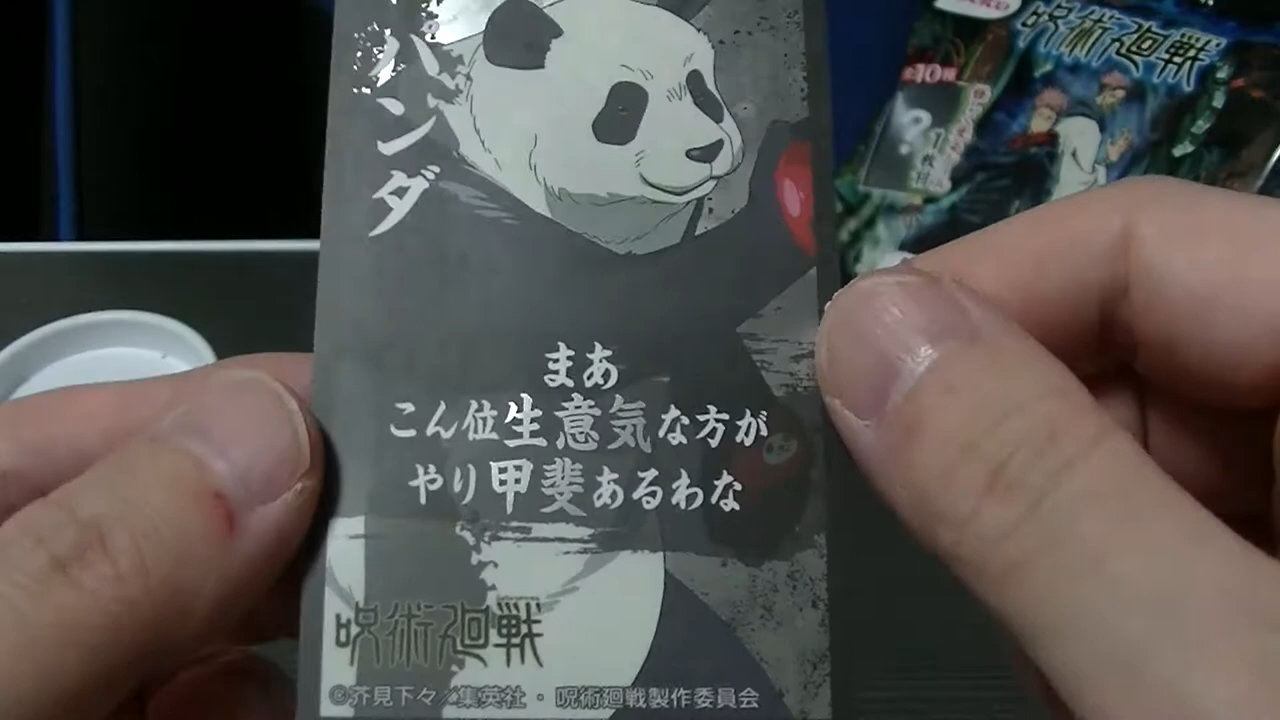 パンダ
まあ
こん位生意気な方が
やり甲斐あるわな
呪術廻戦
©芥見下々／集英社・呪術廻戦製作委員会
呪術廻戦
全10種